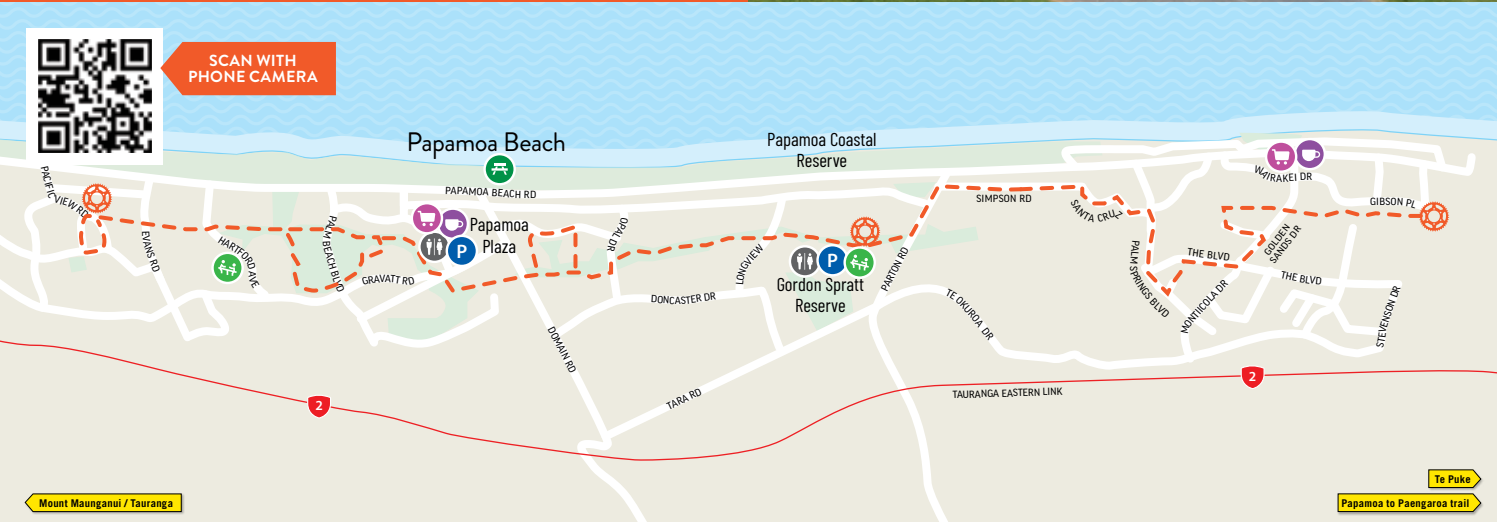 SCAN WITH
PHONE CAMERA
Papamoa Beach
Papamoa Coastal
Reserve
PACIFIC VIEW RD
PAPAMOA BEACH RD
WAIRAKEI DR
SIMPSON RD
SANTA CRUZ
GIBSON PL
EVANS RD
HARTFORD AVE
PALM BEACH BLVD
GRAVATT RD
Papamoa
Plaza
P
OPAL DR
LONGVIEW
P
Gordon Spratt
Reserve
PARTON RD
PALM SPRINGS BLVD
THE BLVD
GOLDEN
SANDS DR
THE BLVD
MONTIICOLA DR
STEVENSON DR
DONCASTER DR
DOMAIN RD
TE OKUROA DR
TARA RD
TAURANGA EASTERN LINK
2
2
Mount Maunganui / Tauranga
Te Puke
Papamoa to Paengaroa trail